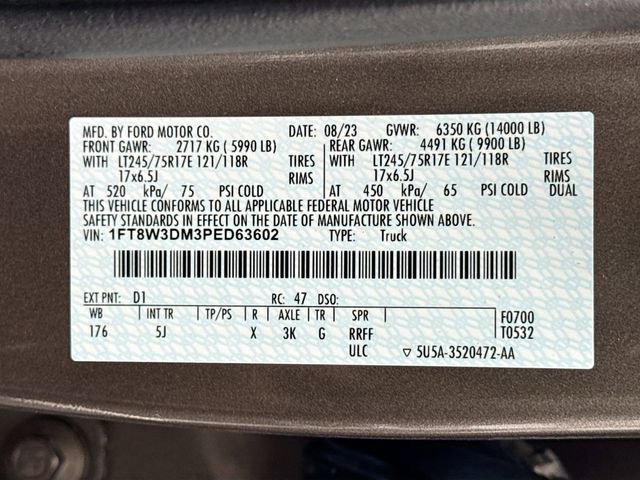 MFD. BY FORD MOTOR CO. DATE: 08/23 GVWR: 6350 KG (14000 LB)
FRONT GAWR: 2717 KG ( 5990 LB) REAR GAWR: 4491 KG ( 9900 LB)
WITH LT245/75R17E 121/118R TIRES WITH LT245/75R17E 121/118R TIRES
17x6.5J RIMS 17x6.5J RIMS
AT 520 kPa/ 75 PSI COLD AT 450 kPa/ 65 PSI COLD DUAL
THIS VEHICLE CONFORMS TO ALL APPLICABLE FEDERAL MOTOR VEHICLE
SAFETY STANDARDS IN EFFECT ON THE DATE OF MANUFACTURE SHOWN ABOVE.
VIN: 1FT8W3DM3PED63602 TYPE: Truck
EXT PNT: D1 RC: 47 DSO:
WB INT TR TP/PS R AXLE TR SPR F0700
176 5J X 3K G RRFF T0532
ULC ▽ 5U5A-3520472-AA